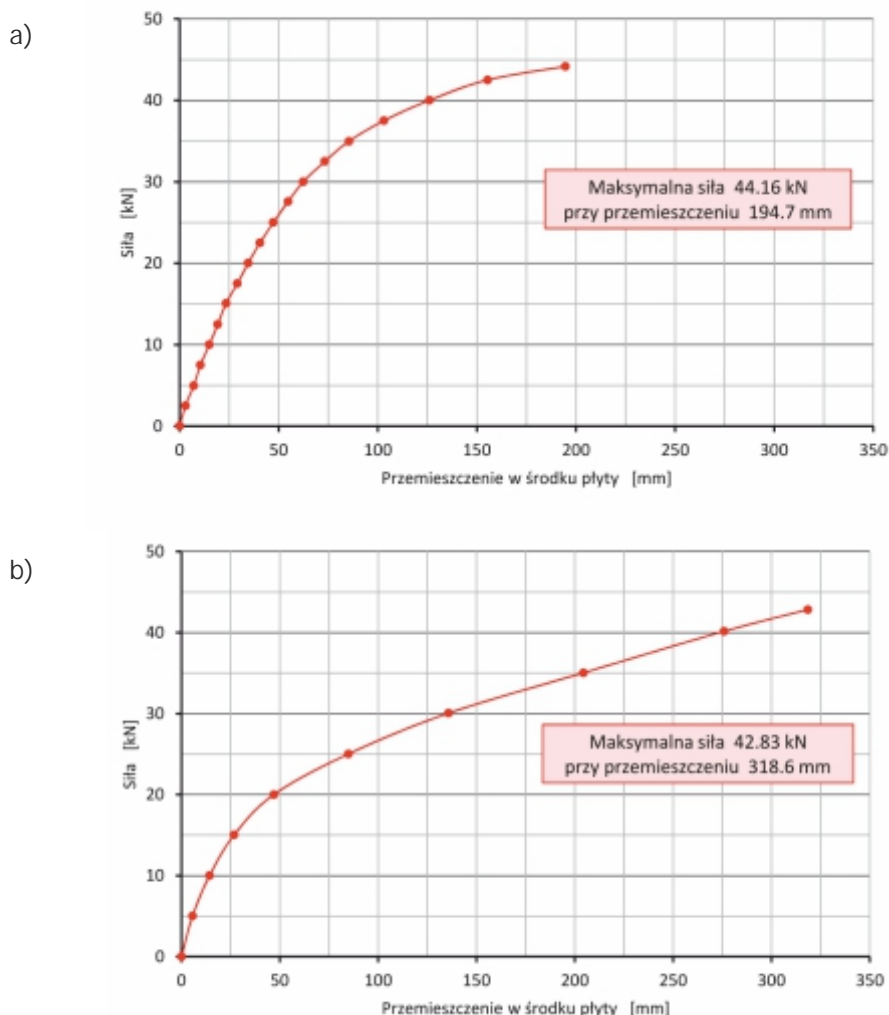 a)
50
40
30
20
10
0
Siła [kN]
Maksymalna siła 44.16 kN
przy przemieszczeniu 194.7 mm
0 50 100 150 200 250 300 350
Przemieszczenie w środku płyty [mm]
b)
50
40
30
20
10
0
Siła [kN]
Maksymalna siła 42.83 kN
przy przemieszczeniu 318.6 mm
0 50 100 150 200 250 300 350
Przemieszczenie w środku płyty [mm]